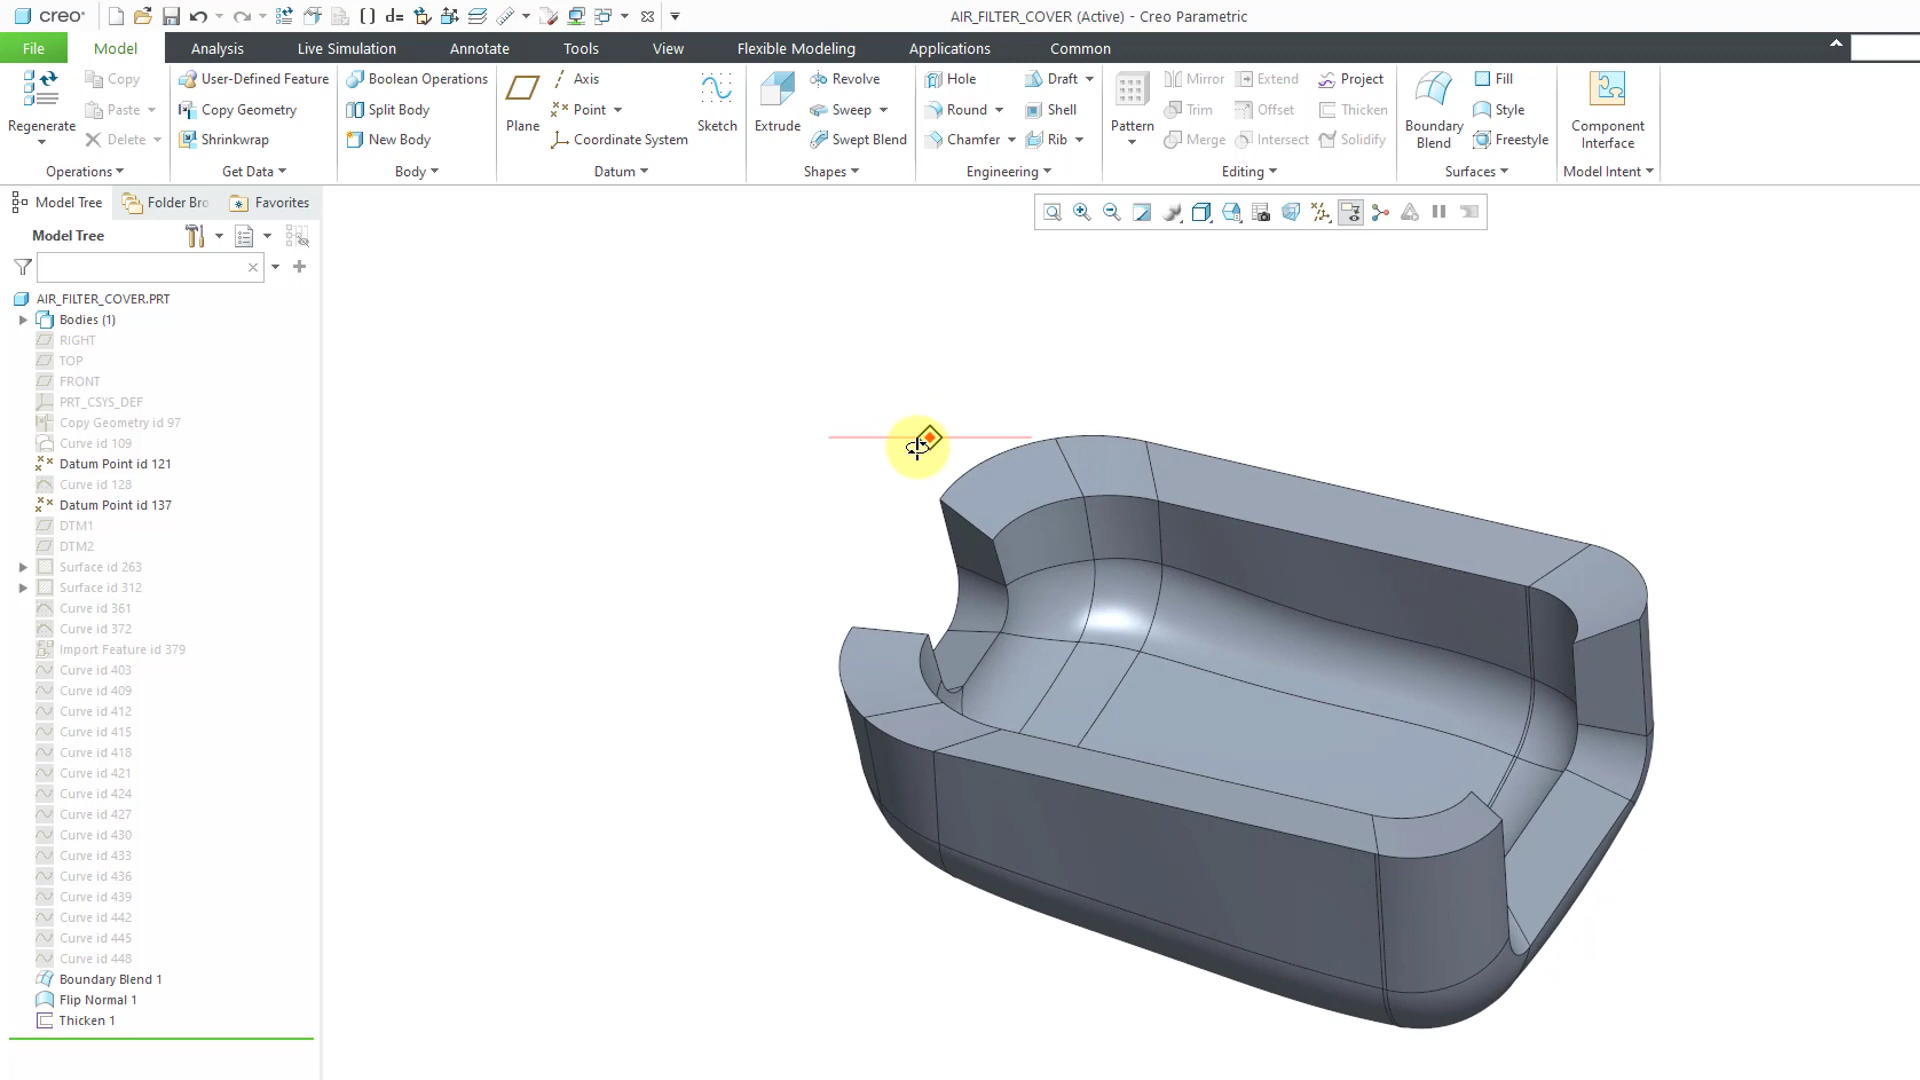 creo
d=
AIR_FILTER_COVER (Active) - Creo Parametric
File Model Analysis Live Simulation Annotate Tools View Flexible Modeling Applications Common
Regenerate
Copy
Paste
Delete
Operations
User-Defined Feature
Copy Geometry
Shrinkwrap
Get Data
Boolean Operations
Split Body
New Body
Body
Plane
Axis
Point
Coordinate System
Sketch
Datum
Extrude
Revolve
Sweep
Swept Blend
Shapes
Hole
Round
Chamfer
Draft
Shell
Rib
Engineering
Pattern
Mirror
Trim
Merge
Extend
Offset
Intersect
Project
Thicken
Solidify
Editing
Boundary
Blend
Fill
Style
Freestyle
Surfaces
Component
Interface
Model Intent
Model Tree Folder Bro Favorites
Model Tree
AIR_FILTER_COVER.PRT
Bodies (1)
RIGHT
TOP
FRONT
PRT_CSYS_DEF
Copy Geometry id 97
Curve id 109
Datum Point id 121
Curve id 128
Datum Point id 137
DTM1
DTM2
Surface id 263
Surface id 312
Curve id 361
Curve id 372
Import Feature id 379
Curve id 403
Curve id 409
Curve id 412
Curve id 415
Curve id 418
Curve id 421
Curve id 424
Curve id 427
Curve id 430
Curve id 433
Curve id 436
Curve id 439
Curve id 442
Curve id 445
Curve id 448
Boundary Blend 1
Flip Normal 1
Thicken 1